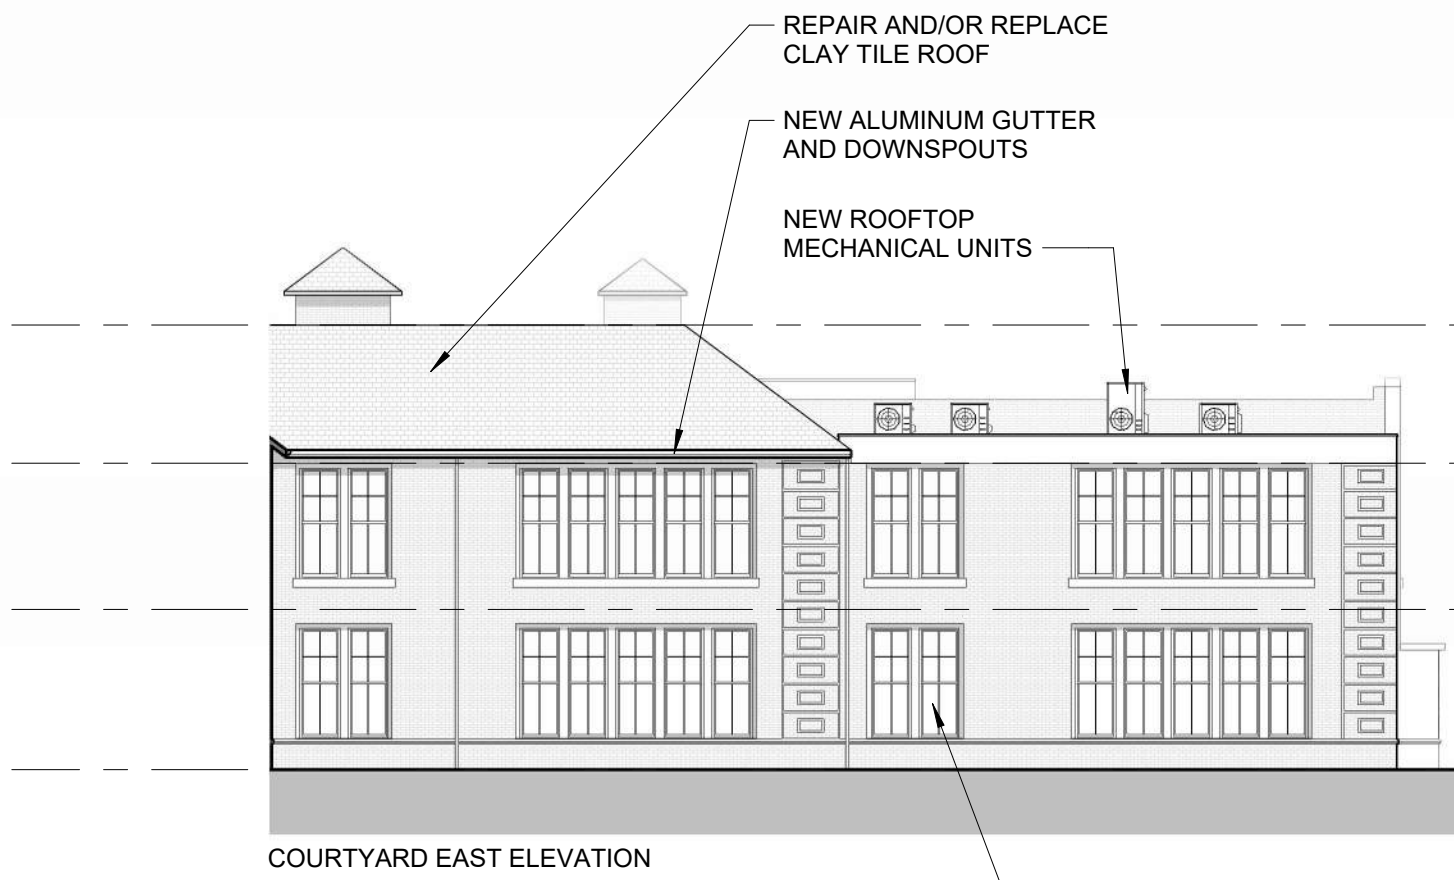 REPAIR AND/OR REPLACE
CLAY TILE ROOF
NEW ALUMINUM GUTTER
AND DOWNSPOUTS
NEW ROOFTOP
MECHANICAL UNITS
COURTYARD EAST ELEVATION